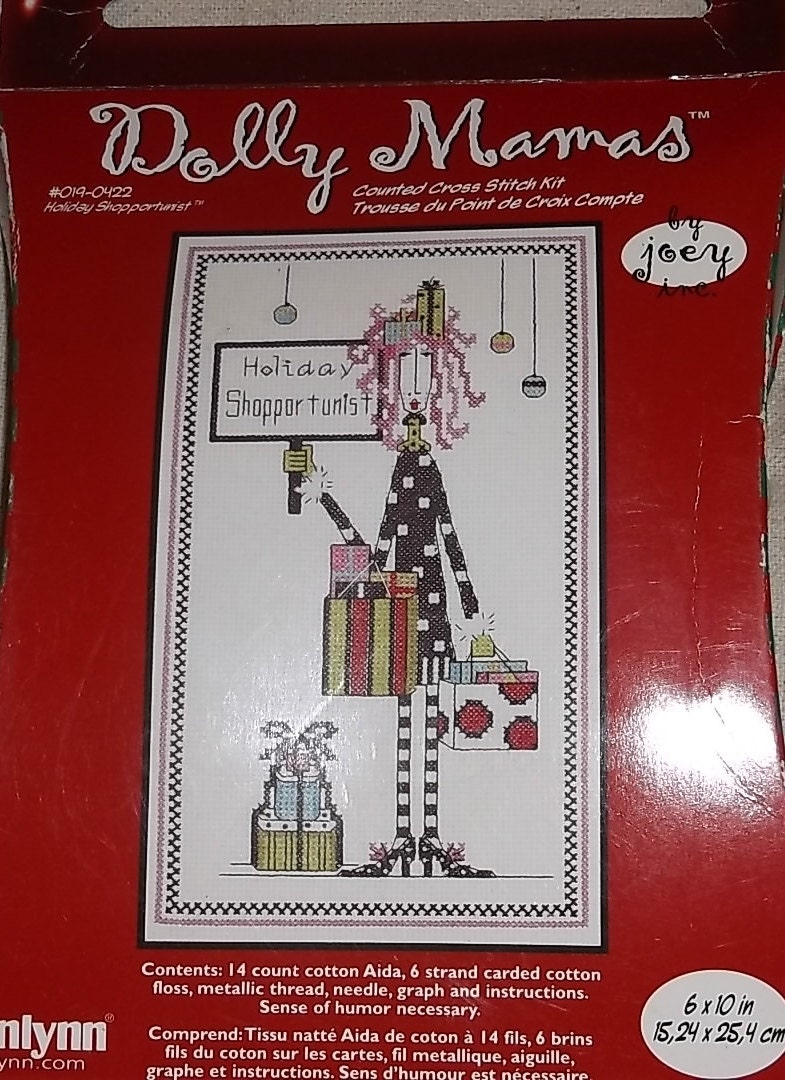 Dolly Mamas™
#019-0422
Holiday Shopportunist™
Counted Cross Stitch Kit
Trousse du Point de Croix Compte
by
joey
inc.
Holiday
Shopportunist
Contents: 14 count cotton Aida, 6 strand carded cotton
floss, metallic thread, needle, graph and instructions.
Sense of humor necessary.
Comprend: Tissu natté Aida de coton à 14 fils, 6 brins
fils du coton sur les cartes, fil metallique, aiguille,
graphe et instructions. Sens d'humour est nécessaire.
6 x 10 in
15,24 x 25,4 cm
nlynn®
ynn.com